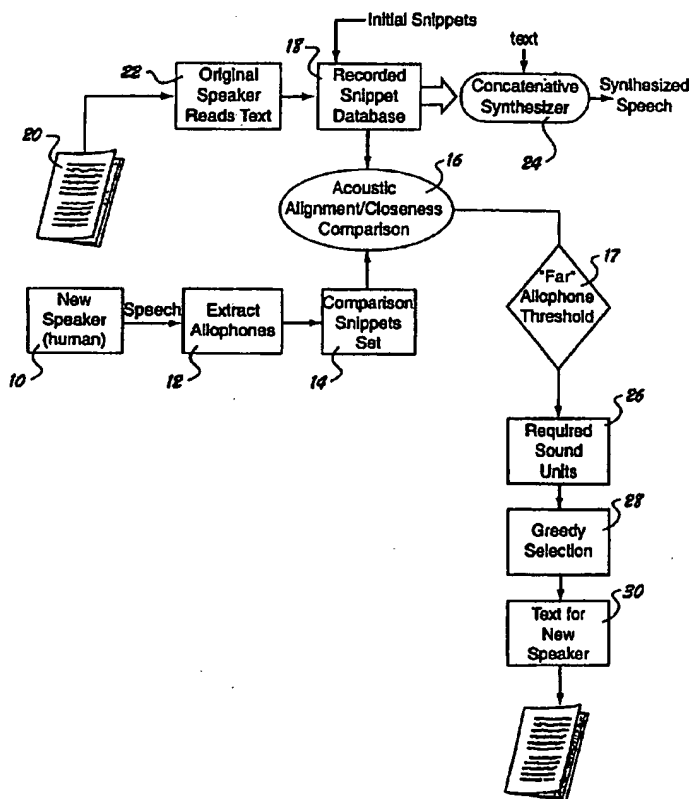 Initial Snippets
text
22
18
Original
Speaker
Reads Text
Recorded
Snippet
Database
Concatenative
Synthesizer
Synthesized
Speech
24
20
16
Acoustic
Alignment/Closeness
Comparison
17
"Far"
Allophone
Threshold
New
Speaker
(human)
Speech
Extract
Allophones
Comparison
Snippets
Set
10
12
14
26
Required
Sound
Units
28
Greedy
Selection
30
Text for
New
Speaker